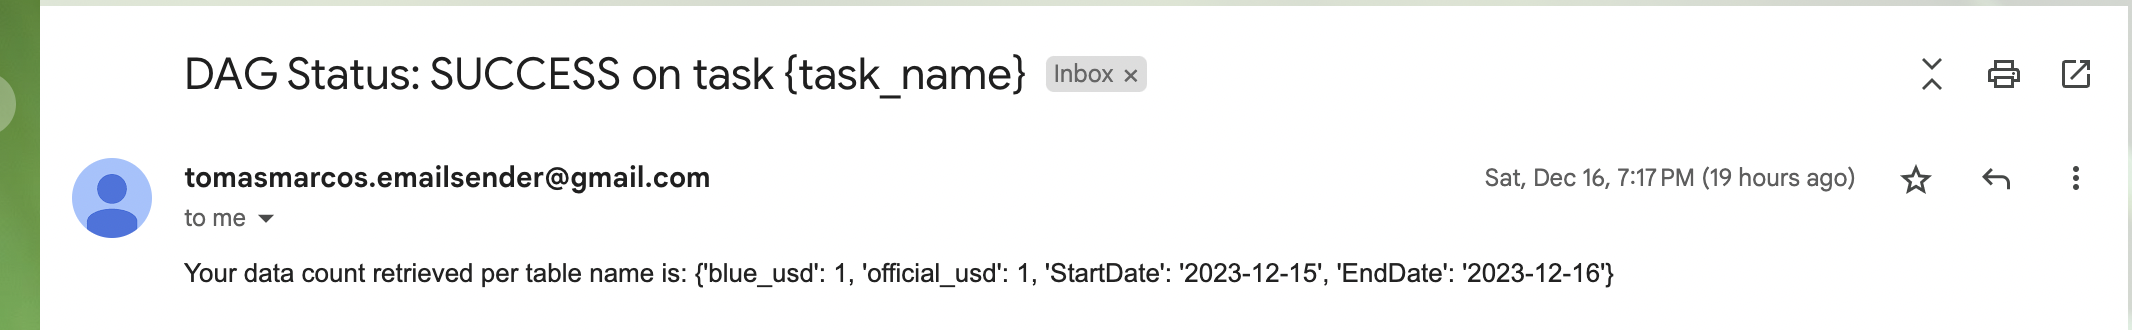 DAG Status: SUCCESS on task {task_name} Inbox ×
tomasmarcos.emailsender@gmail.com Sat, Dec 16, 7:17 PM (19 hours ago)
to me
Your data count retrieved per table name is: {'blue_usd': 1, 'official_usd': 1, 'StartDate': '2023-12-15', 'EndDate': '2023-12-16'}